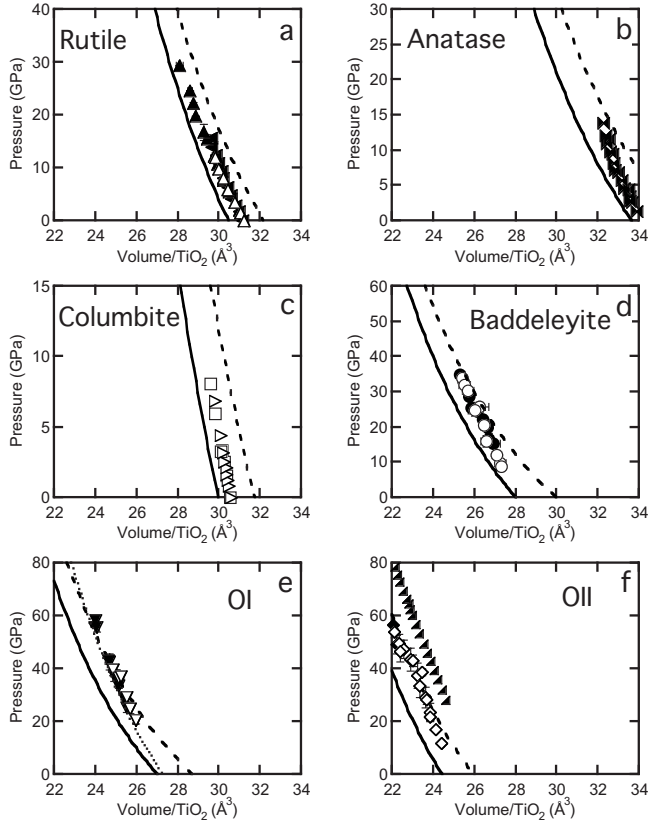 40
30
20
10
0
Pressure (GPa)
Rutile
a
22 24 26 28 30 32 34
Volume/TiO₂ (Å³)
30
25
20
15
10
5
0
Pressure (GPa)
Anatase
b
22 24 26 28 30 32 34
Volume/TiO₂ (Å³)
15
10
5
0
Pressure (GPa)
Columbite
c
22 24 26 28 30 32 34
Volume/TiO₂ (Å³)
60
50
40
30
20
10
0
Pressure (GPa)
Baddeleyite
d
22 24 26 28 30 32 34
Volume/TiO₂ (Å³)
80
60
40
20
0
Pressure (GPa)
OI
e
22 24 26 28 30 32 34
Volume/TiO₂ (Å³)
80
60
40
20
0
Pressure (GPa)
OII
f
22 24 26 28 30 32 34
Volume/TiO₂ (Å³)